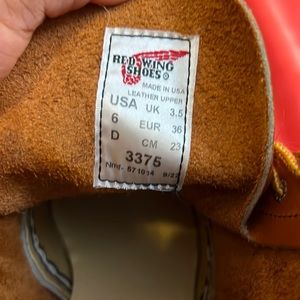 RED WING
SHOES®
MADE IN USA
LEATHER UPPER
USA UK 3.5
6 EUR 36
D CM 23
3375